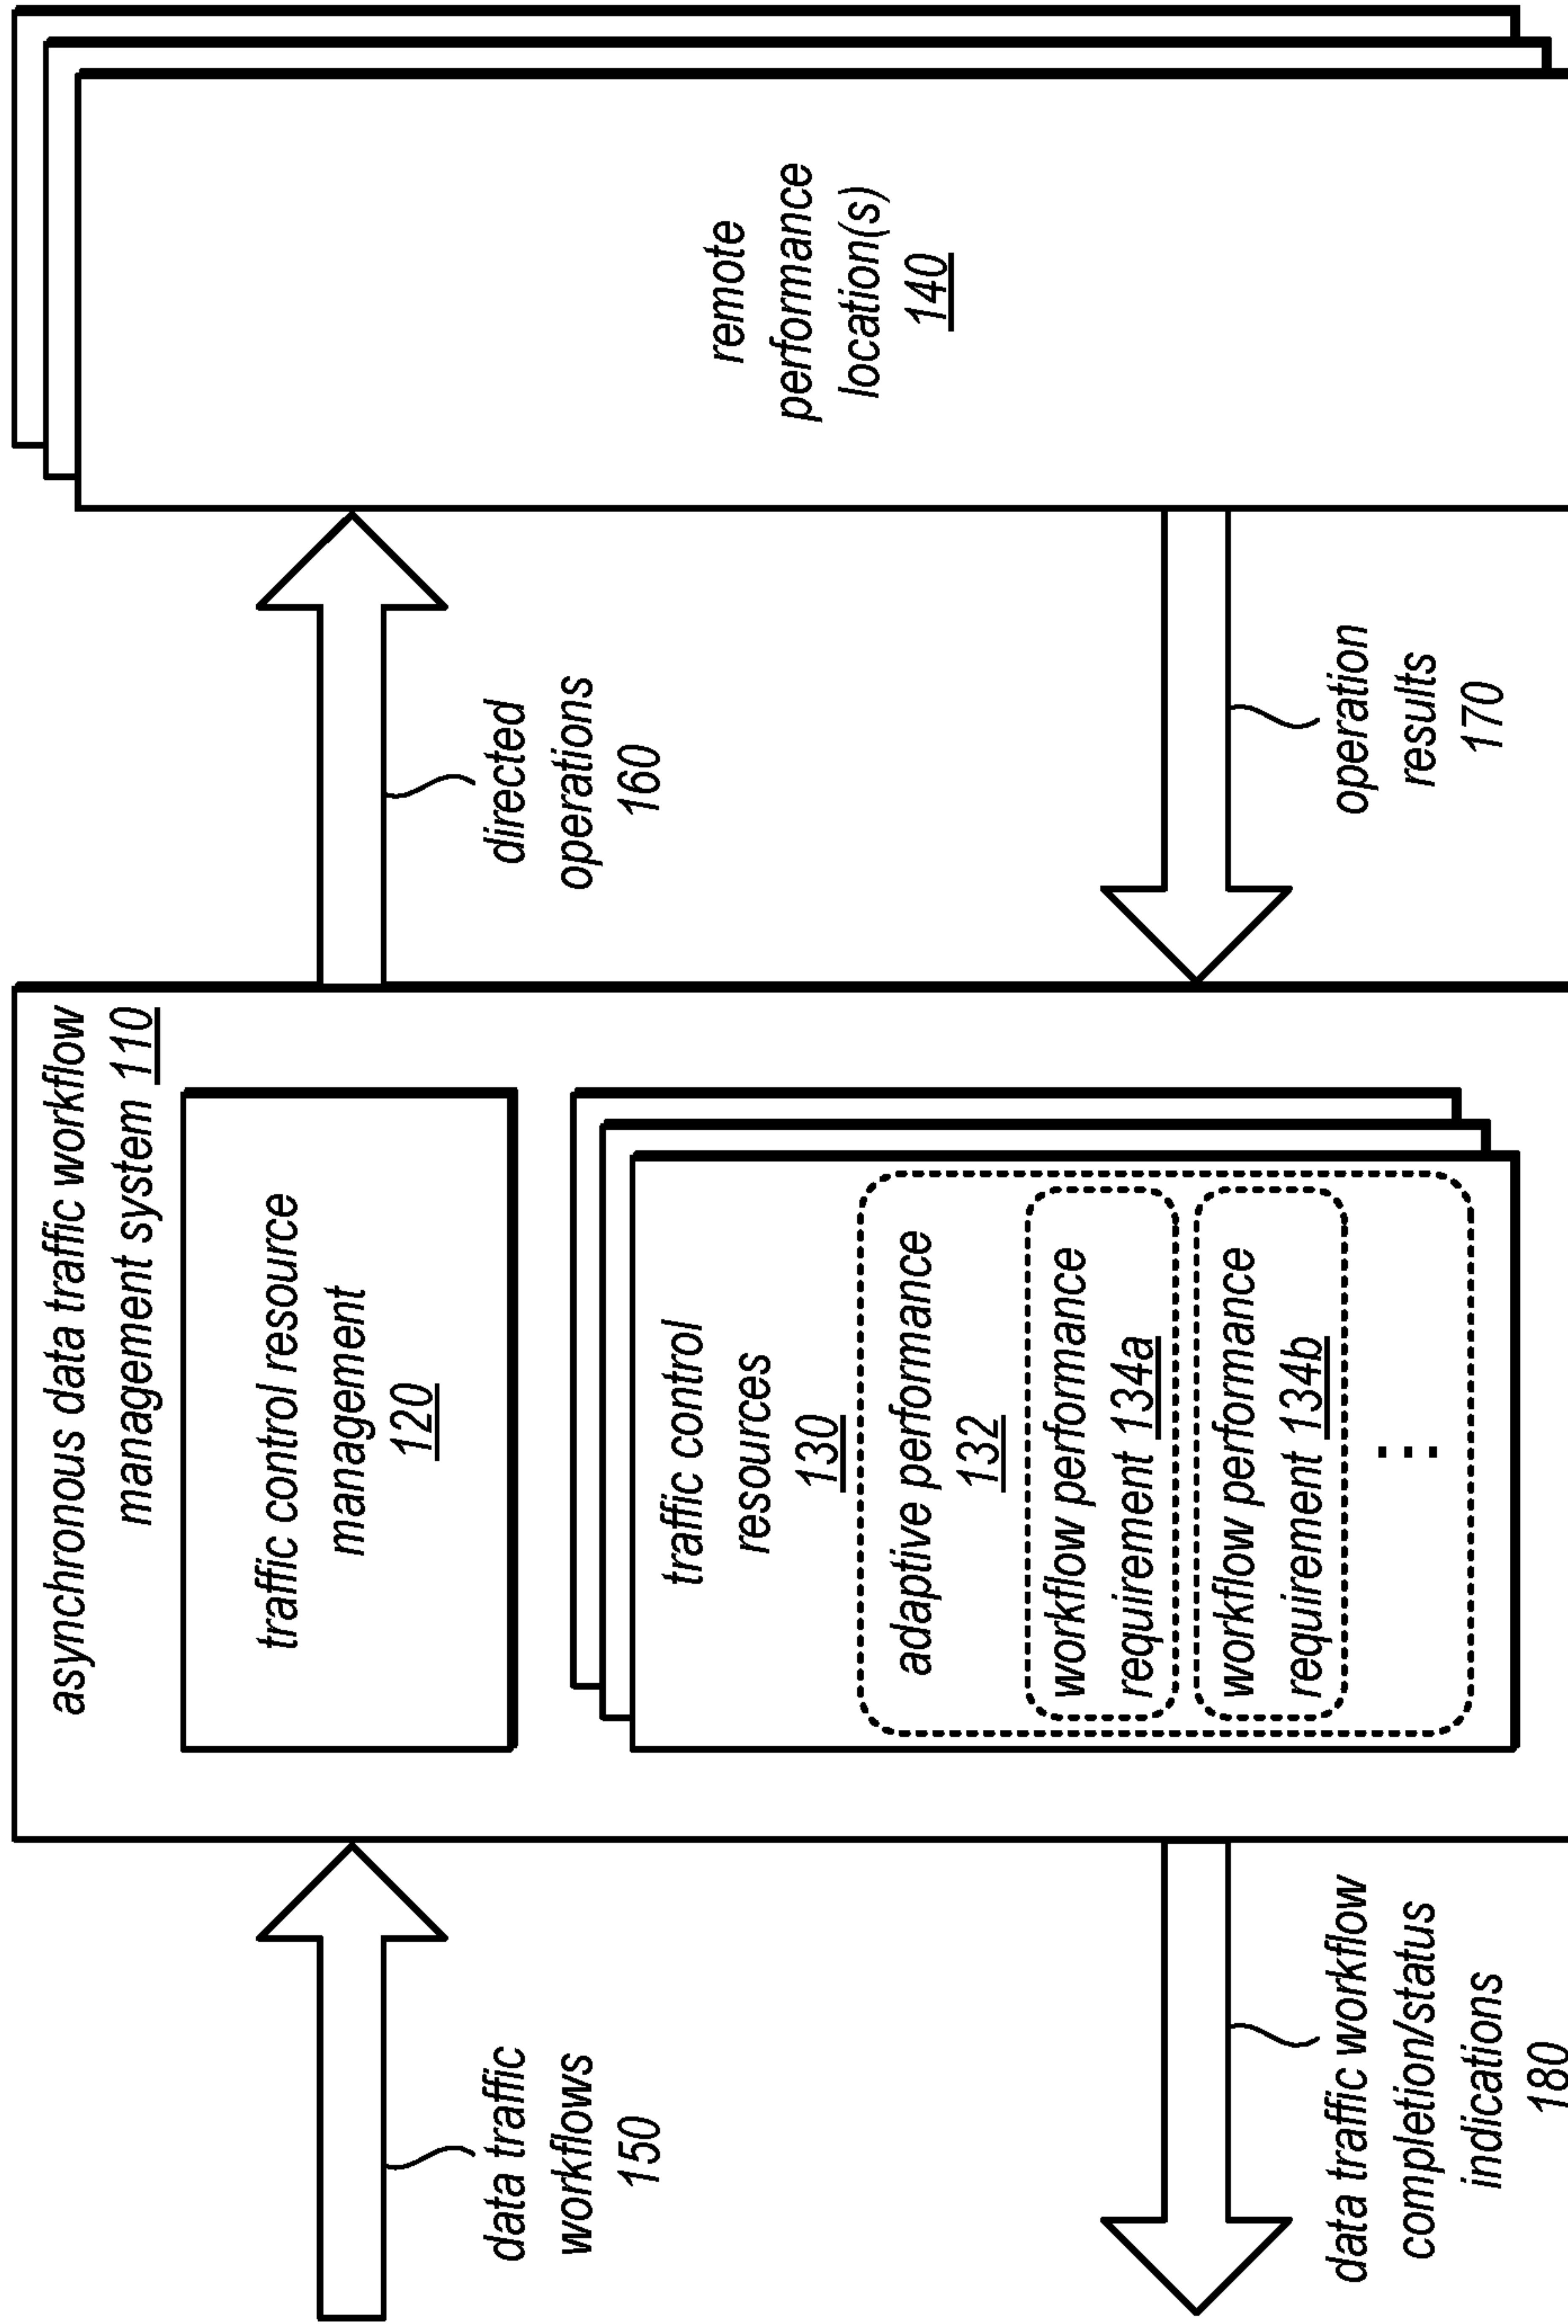 asynchronous data traffic workflow
management system 110
traffic control resource
management
120
traffic control
resources
130
adaptive performance
132
workflow performance
requirement 134a
workflow performance
requirement 134b
⋮
data traffic
workflows
150
directed
operations
160
remote
performance
location(s)
140
operation
results
170
data traffic workflow
completion/status
indications
180